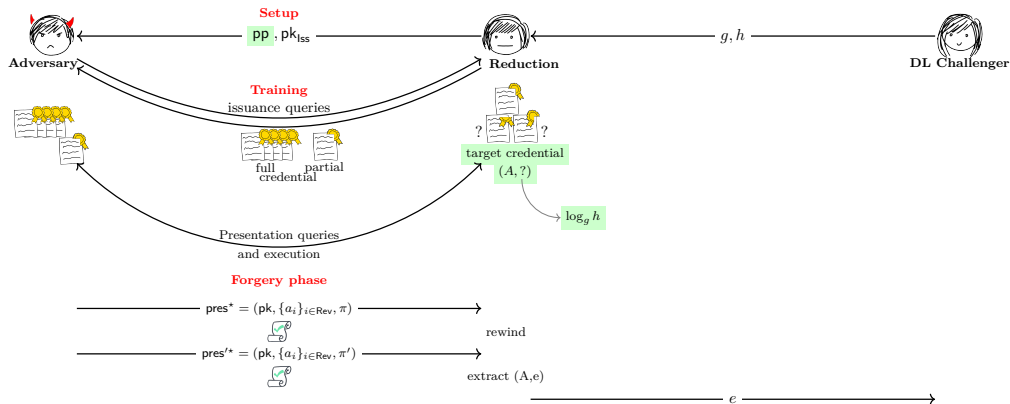 Setup
pp, pk_Iss
g, h
Adversary
Reduction
DL Challenger
Training
issuance queries
? ?
full partial
credential
target credential
(A, ?)
log_g h
Presentation queries
and execution
Forgery phase
pres* = (pk, {a_i}_{i∈Rev}, π)
rewind
pres'* = (pk, {a_i}_{i∈Rev}, π')
extract (A,e)
e